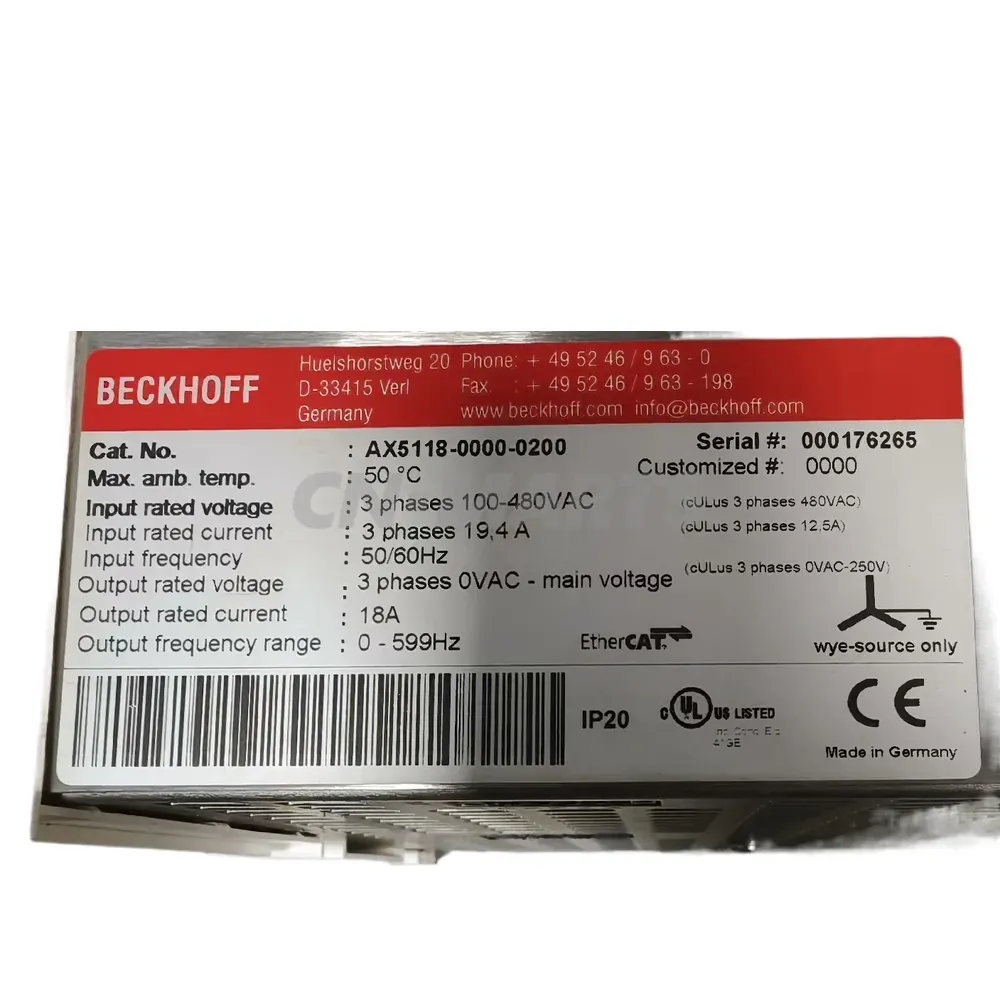 BECKHOFF
Huelshorstweg 20 Phone: + 49 52 46 / 9 63 - 0
D-33415 Verl Fax. : + 49 52 46 / 9 63 - 198
Germany www.beckhoff.com info@beckhoff.com
Cat. No. : AX5118-0000-0200 Serial #: 000176265
Max. amb. temp. : 50 °C Customized #: 0000
Input rated voltage : 3 phases 100-480VAC (cULus 3 phases 480VAC)
Input rated current : 3 phases 19,4 A (cULus 3 phases 12.5A)
Input frequency : 50/60Hz
Output rated voltage : 3 phases 0VAC - main voltage (cULus 3 phases 0VAC-250V)
Output rated current : 18A
Output frequency range : 0 - 599Hz
EtherCAT
wye-source only
IP20 C UL US LISTED CE
Made in Germany